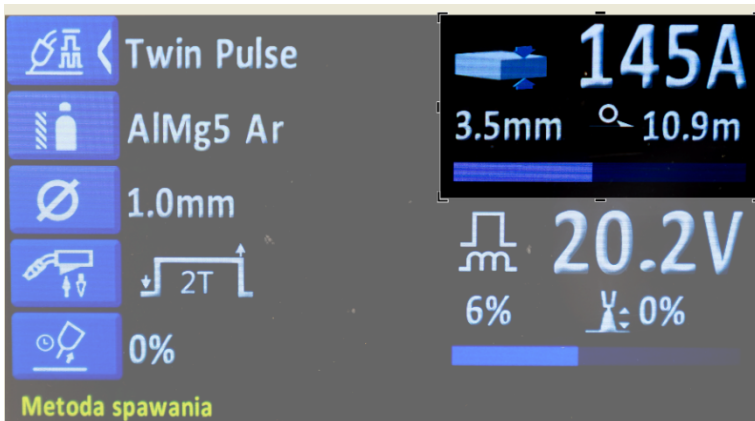 Twin Pulse
AlMg5 Ar
1.0mm
2T
0%
Metoda spawania
145A
3.5mm 10.9m
20.2V
6% 0%